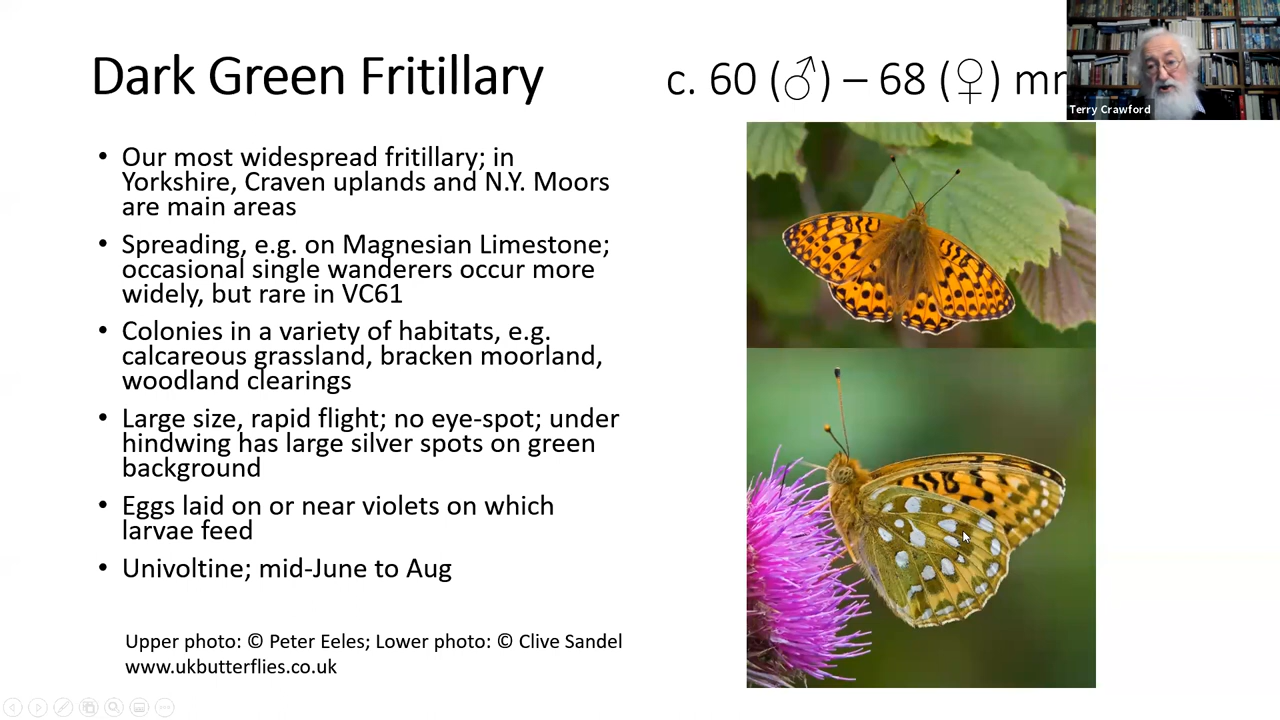 Dark Green Fritillary
c. 60 (♂) – 68 (♀) mm
Terry Crawford
• Our most widespread fritillary; in
Yorkshire, Craven uplands and N.Y. Moors
are main areas
• Spreading, e.g. on Magnesian Limestone;
occasional single wanderers occur more
widely, but rare in VC61
• Colonies in a variety of habitats, e.g.
calcareous grassland, bracken moorland,
woodland clearings
• Large size, rapid flight; no eye-spot; under
hindwing has large silver spots on green
background
• Eggs laid on or near violets on which
larvae feed
• Univoltine; mid-June to Aug
Upper photo: © Peter Eeles; Lower photo: © Clive Sandel
www.ukbutterflies.co.uk